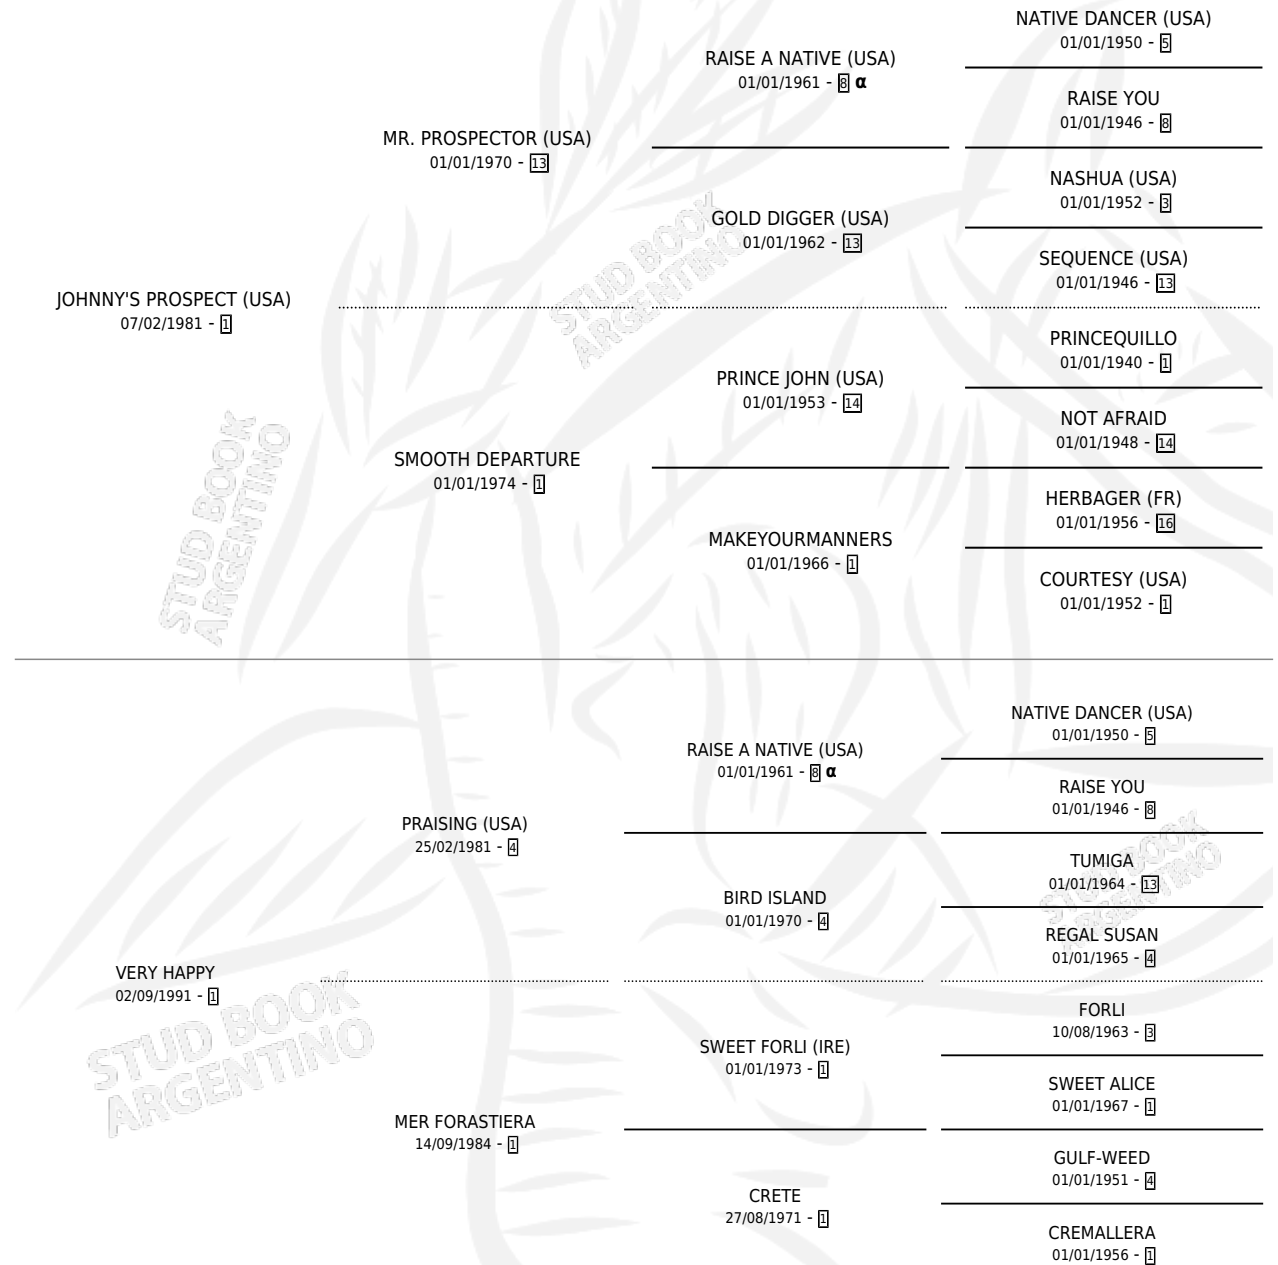 NATIVE DANCER (USA)
01/01/1950 - 5
RAISE A NATIVE (USA)
01/01/1961 - 8 α
RAISE YOU
01/01/1946 - 8
MR. PROSPECTOR (USA)
01/01/1970 - 13
NASHUA (USA)
01/01/1952 - 3
GOLD DIGGER (USA)
01/01/1962 - 13
SEQUENCE (USA)
01/01/1946 - 13
JOHNNY'S PROSPECT (USA)
07/02/1981 - 1
PRINCEQUILLO
01/01/1940 - 1
PRINCE JOHN (USA)
01/01/1953 - 14
NOT AFRAID
01/01/1948 - 14
SMOOTH DEPARTURE
01/01/1974 - 1
HERBAGER (FR)
01/01/1956 - 16
MAKEYOURMANNERS
01/01/1966 - 1
COURTESY (USA)
01/01/1952 - 1
STUD BOOK
ARGENTINO
STUD BOOK
ARGENTINO
NATIVE DANCER (USA)
01/01/1950 - 5
RAISE A NATIVE (USA)
01/01/1961 - 8 α
RAISE YOU
01/01/1946 - 8
PRAISING (USA)
25/02/1981 - 4
TUMIGA
01/01/1964 - 13
BIRD ISLAND
01/01/1970 - 4
REGAL SUSAN
01/01/1965 - 4
VERY HAPPY
02/09/1991 - 1
FORLI
10/08/1963 - 3
SWEET FORLI (IRE)
01/01/1973 - 1
SWEET ALICE
01/01/1967 - 1
MER FORASTIERA
14/09/1984 - 1
GULF-WEED
01/01/1951 - 4
CRETE
27/08/1971 - 1
CREMALLERA
01/01/1956 - 1
STUD BOOK
ARGENTINO
STUD BOOK
ARGENTINO